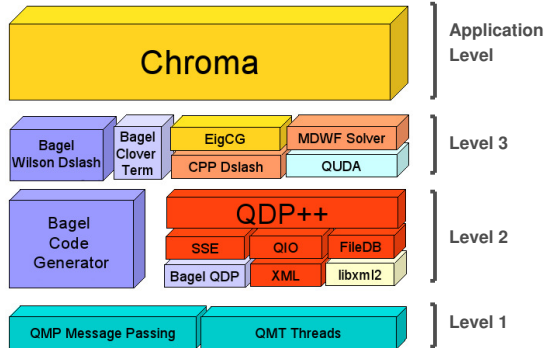 Chroma
Application
Level
Bagel
Wilson Dslash
Bagel
Clover
Term
EigCG
MDWF Solver
CPP Dslash
QUDA
Level 3
Bagel
Code
Generator
QDP++
SSE
QIO
FileDB
Bagel QDP
XML
libxml2
Level 2
QMP Message Passing
QMT Threads
Level 1